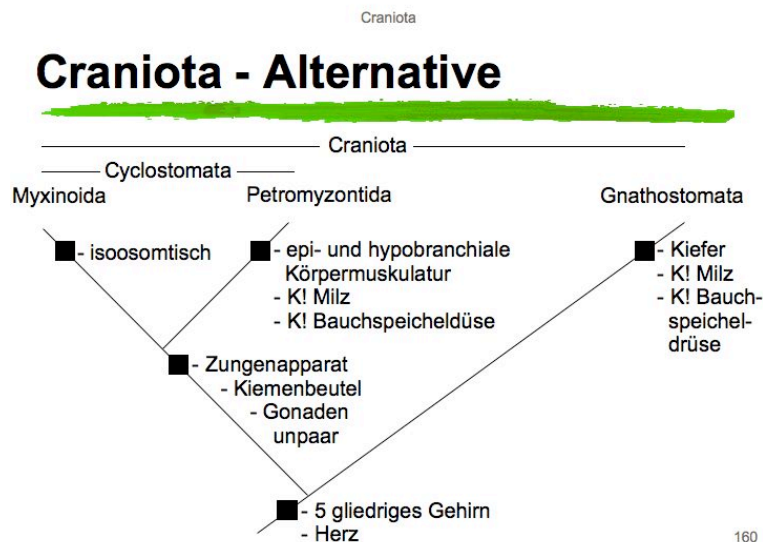 Craniota
Craniota - Alternative
Craniota
Cyclostomata
Myxinoida
Petromyzontida
Gnathostomata
- isoosomtisch
- epi- und hypobranchiale
Körpermuskulatur
- K! Milz
- K! Bauchspeicheldüse
- Kiefer
- K! Milz
- K! Bauch-
speichel-
drüse
- Zungenapparat
- Kiemenbeutel
- Gonaden
unpaar
- 5 gliedriges Gehirn
- Herz
160